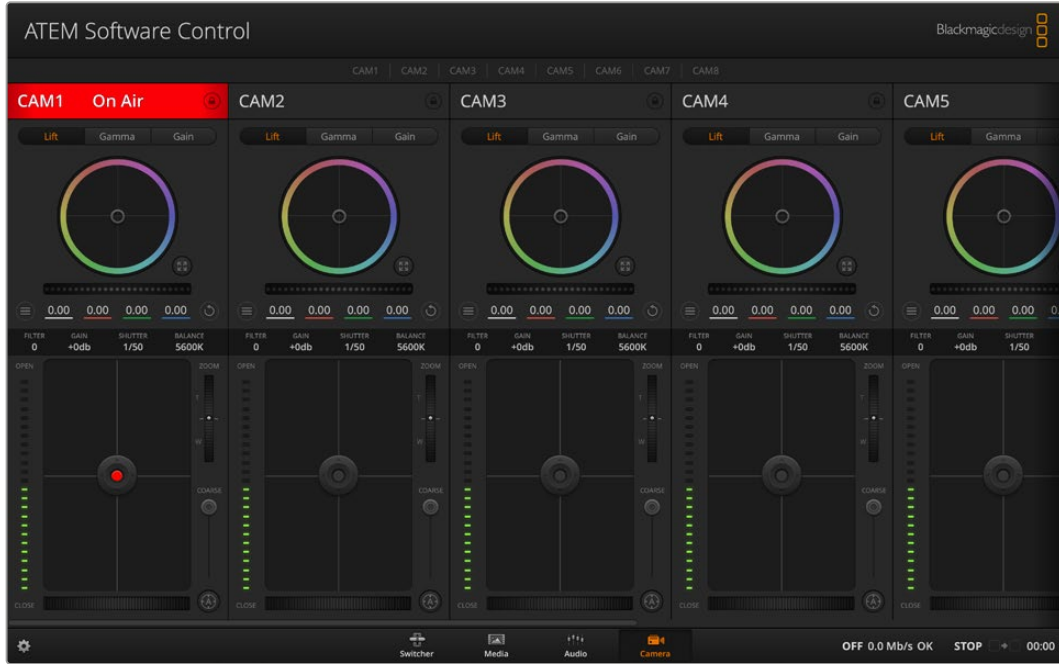 ATEM Software Control
Blackmagicdesign
CAM1 CAM2 CAM3 CAM4 CAM5 CAM6 CAM7 CAM8
CAM1 On Air CAM2 CAM3 CAM4 CAM5
Lift Gamma Gain Lift Gamma Gain Lift Gamma Gain Lift Gamma Gain Lift Gamma
0.00 0.00 0.00 0.00 0.00 0.00 0.00 0.00 0.00 0.00 0.00 0.00 0.00 0.00 0.00 0.00 0.00 0.00 0.00
FILTER GAIN SHUTTER BALANCE FILTER GAIN SHUTTER BALANCE FILTER GAIN SHUTTER BALANCE FILTER GAIN SHUTTER BALANCE FILTER GAIN SHUTTER
0 +0db 1/50 5600K 0 +0db 1/50 5600K 0 +0db 1/50 5600K 0 +0db 1/50 5600K 0 +0db 1/50
OPEN ZOOM OPEN ZOOM OPEN ZOOM OPEN ZOOM OPEN
T T T T
W W W W
COARSE COARSE COARSE COARSE
CLOSE A CLOSE A CLOSE A CLOSE A CLOSE
Switcher Media Audio Camera OFF 0.0 Mb/s OK STOP 00:00